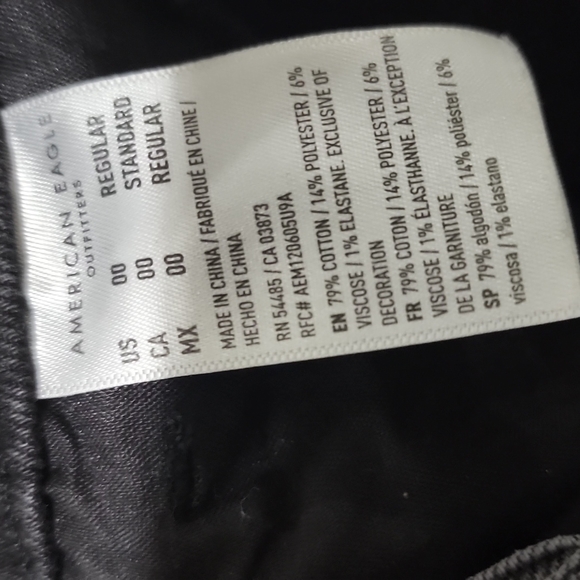 AMERICAN EAGLE
OUTFITTERS
US 00 REGULAR
CA 00 STANDARD
MX 00 REGULAR
MADE IN CHINA / FABRIQUÉ EN CHINE /
HECHO EN CHINA
RN 54485 / CA 03873
RFC# AEM120605U9A
EN 79% COTTON / 14% POLYESTER / 6%
VISCOSE / 1% ELASTANE. EXCLUSIVE OF
DECORATION
FR 79% COTON / 14% POLYESTER / 6%
VISCOSE / 1% ÉLASTHANNE. À L'EXCEPTION
DE LA GARNITURE
SP 79% algodón / 14% poliéster / 6%
viscosa / 1% elastano